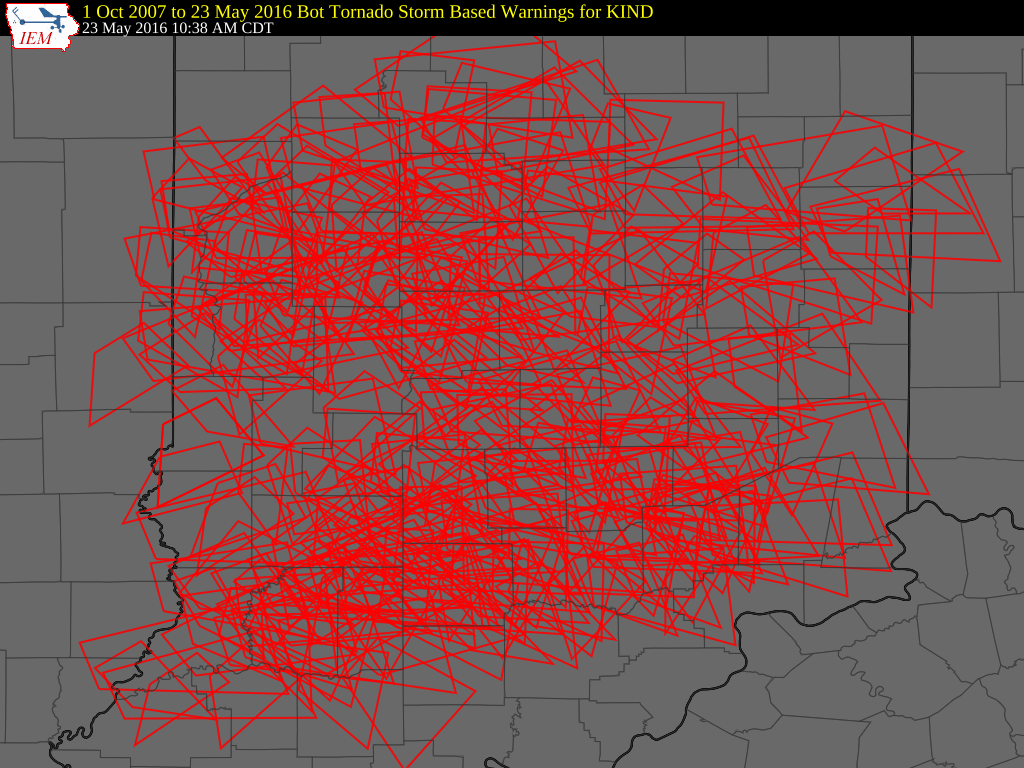 1 Oct 2007 to 23 May 2016 Bot Tornado Storm Based Warnings for KIND
23 May 2016 10:38 AM CDT
IEM